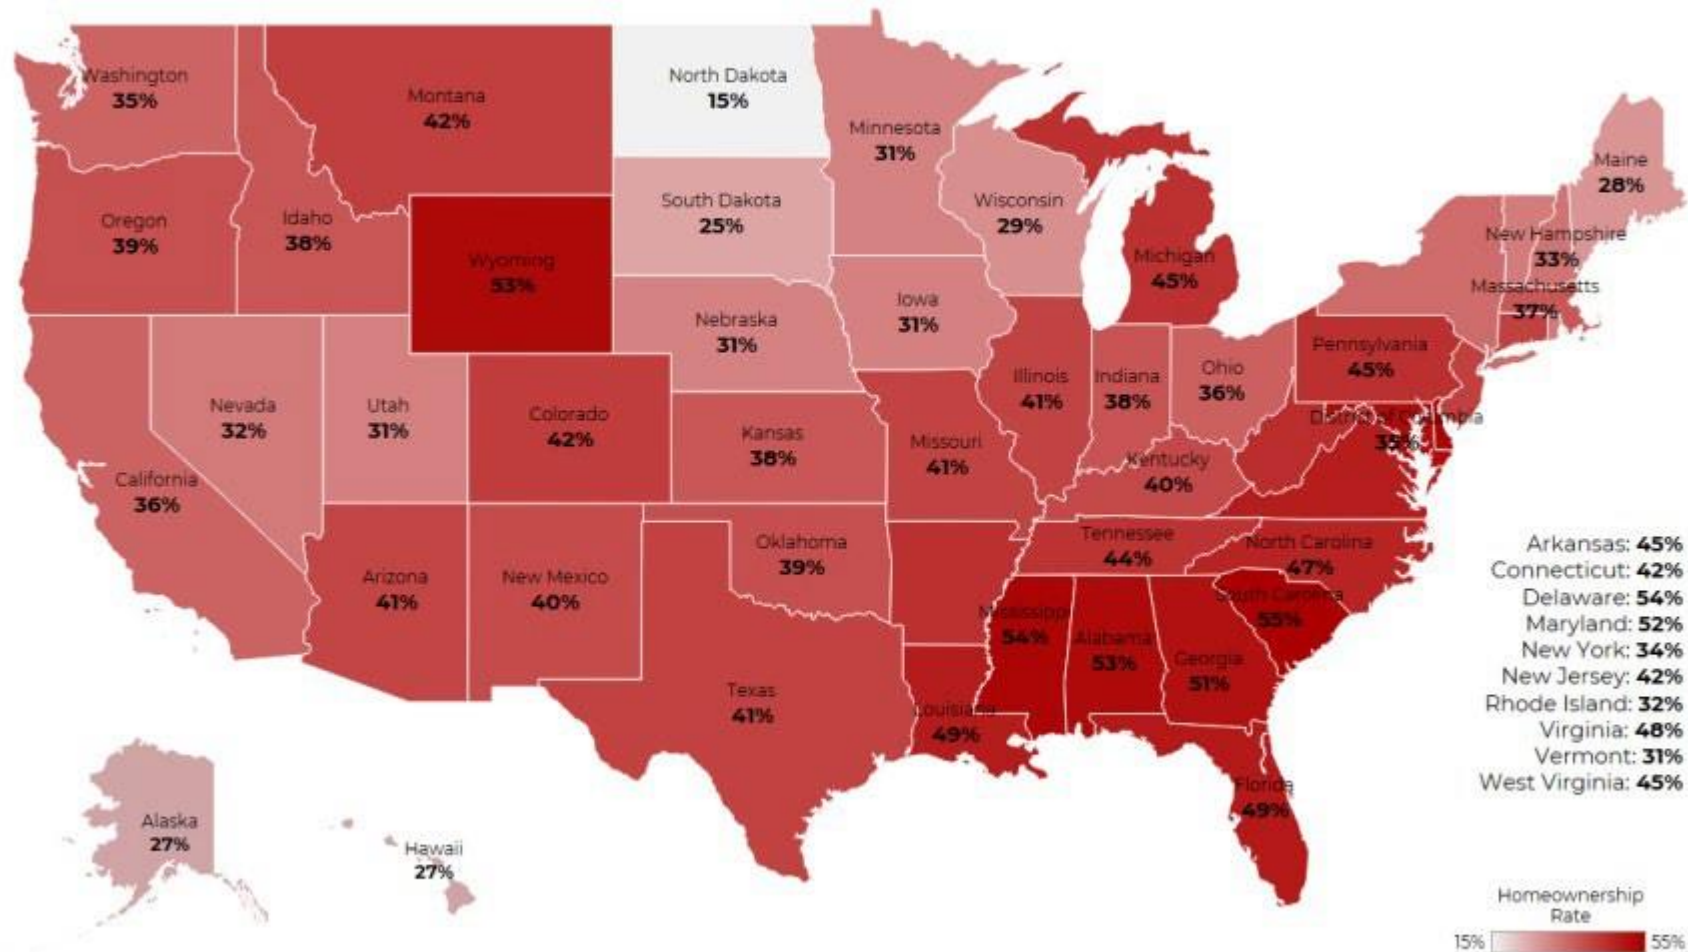 Washington
35%
Montana
42%
North Dakota
15%
Minnesota
31%
Oregon
39%
Idaho
38%
Wyoming
53%
South Dakota
25%
Wisconsin
29%
Michigan
45%
Maine
28%
New Hampshire
33%
Massachusetts
37%
Nebraska
31%
Iowa
31%
Pennsylvania
45%
Nevada
32%
Utah
31%
Colorado
42%
Illinois
41%
Indiana
38%
Ohio
36%
District of Columbia
35%
California
36%
Kansas
38%
Missouri
41%
Kentucky
40%
Arizona
41%
New Mexico
40%
Oklahoma
39%
Tennessee
44%
North Carolina
47%
South Carolina
55%
Mississippi
54%
Alabama
53%
Georgia
51%
Texas
41%
Louisiana
49%
Florida
49%
Alaska
27%
Hawaii
27%
Arkansas: 45%
Connecticut: 42%
Delaware: 54%
Maryland: 52%
New York: 34%
New Jersey: 42%
Rhode Island: 32%
Virginia: 48%
Vermont: 31%
West Virginia: 45%
Homeownership
Rate
15% 55%